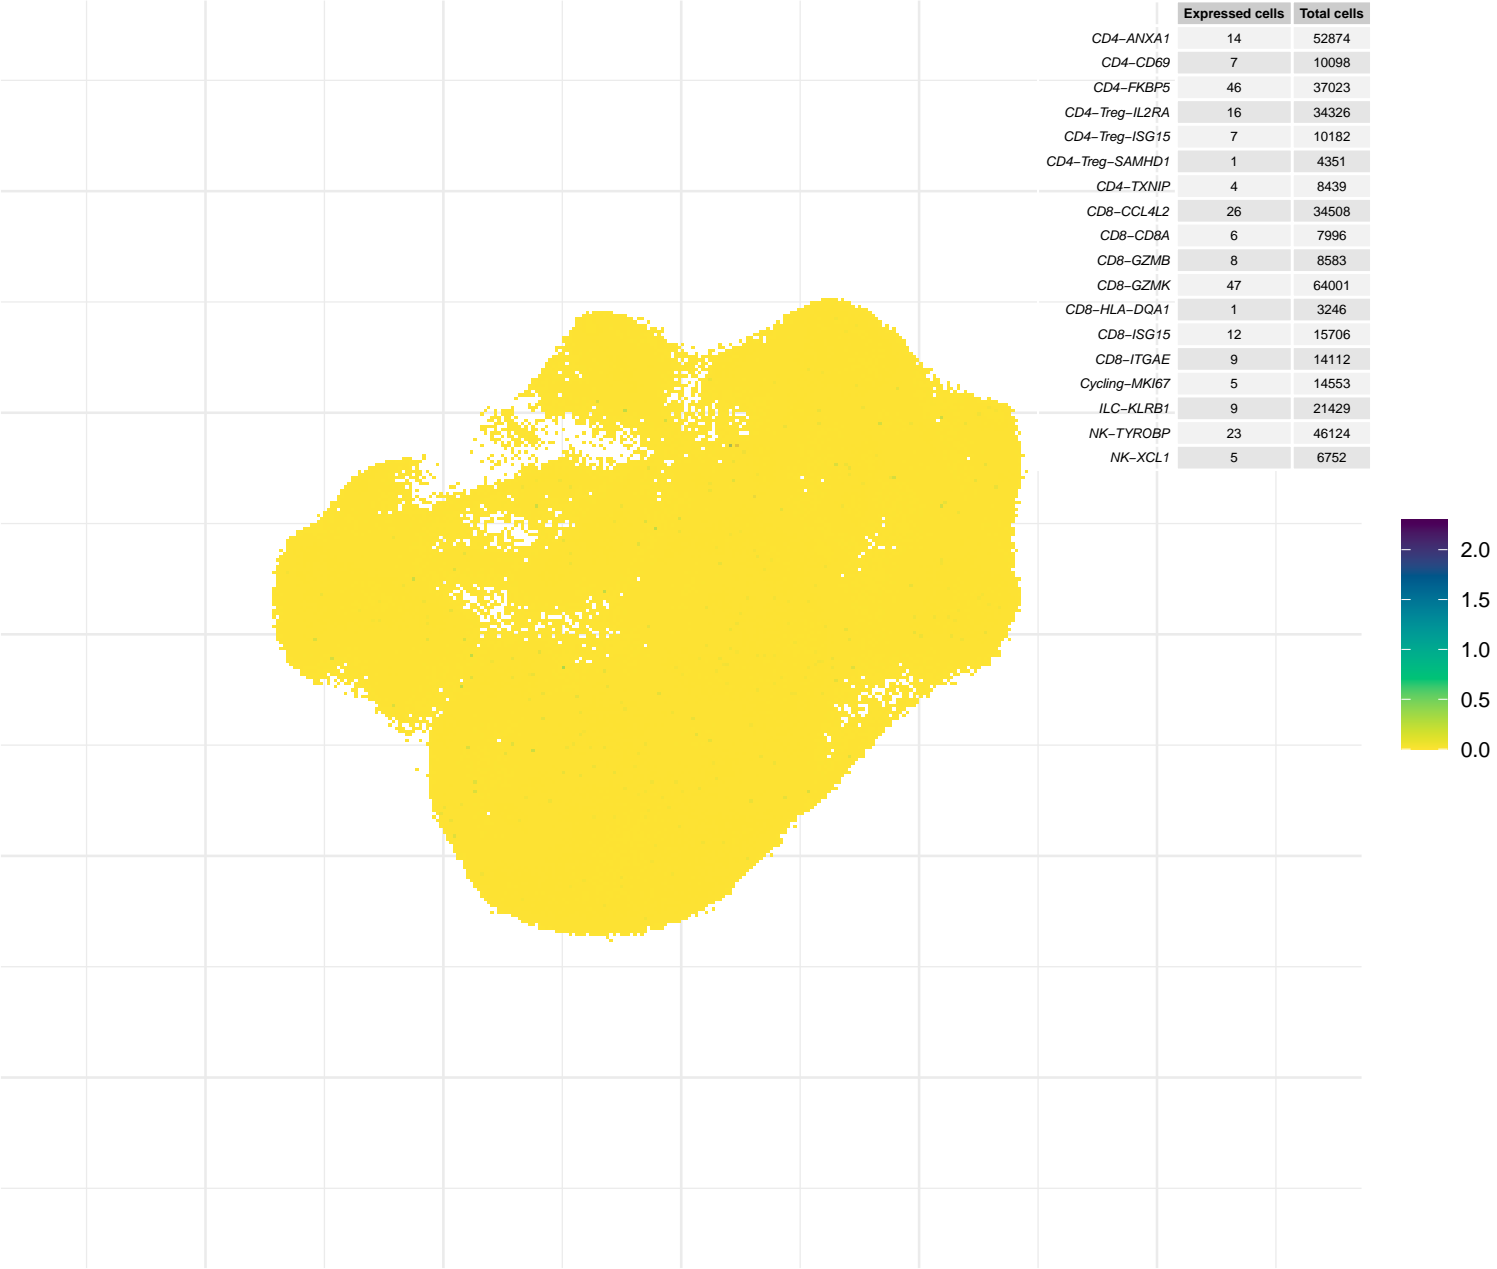 Expressed cells Total cells
CD4−ANXA1 14 52874
CD4−CD69 7 10098
CD4−FKBP5 46 37023
CD4−Treg−IL2RA 16 34326
CD4−Treg−ISG15 7 10182
CD4−Treg−SAMHD1 1 4351
CD4−TXNIP 4 8439
CD8−CCL4L2 26 34508
CD8−CD8A 6 7996
CD8−GZMB 8 8583
CD8−GZMK 47 64001
CD8−HLA−DQA1 1 3246
CD8−ISG15 12 15706
CD8−ITGAE 9 14112
Cycling−MKI67 5 14553
ILC−KLRB1 9 21429
NK−TYROBP 23 46124
NK−XCL1 5 6752
2.0
1.5
1.0
0.5
0.0